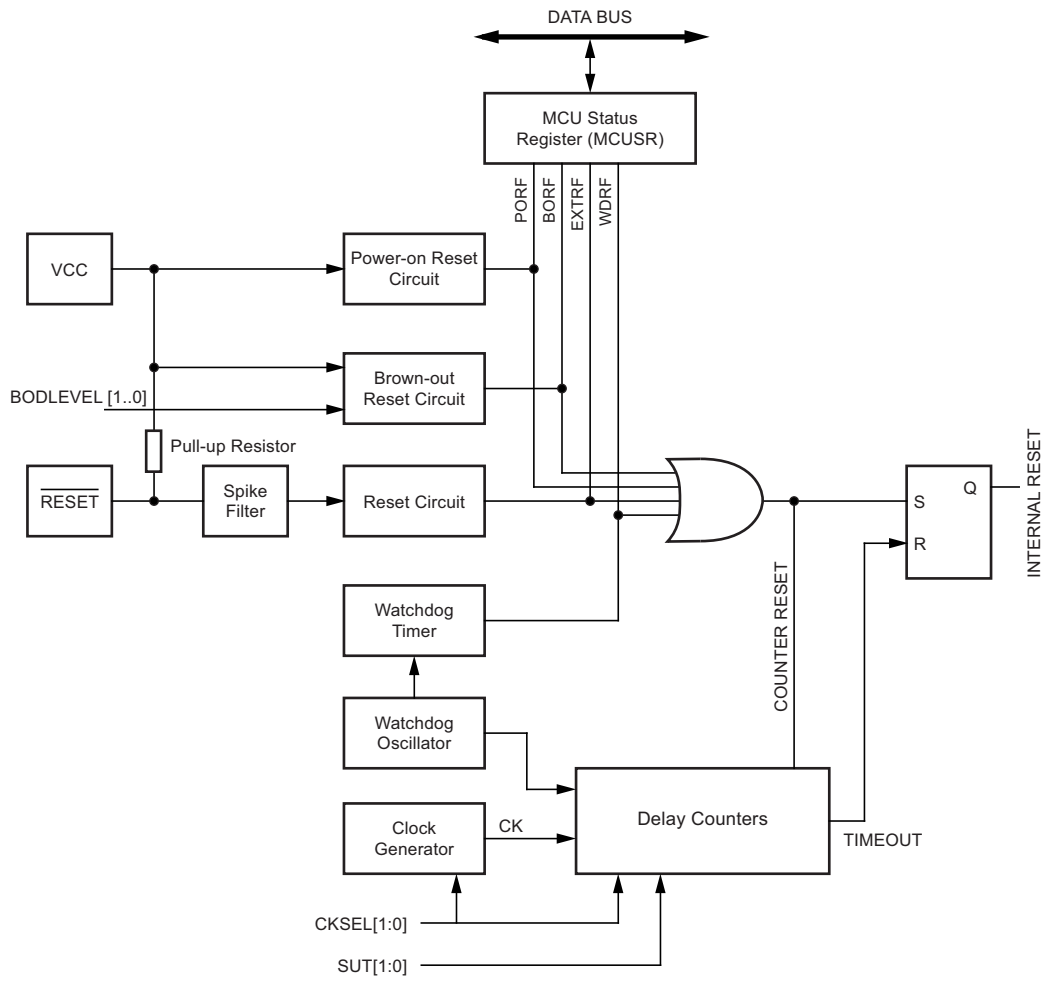 DATA BUS
MCU Status
Register (MCUSR)
PORF
BORF
EXTRF
WDRF
VCC
Power-on Reset
Circuit
BODLEVEL [1..0]
Brown-out
Reset Circuit
Pull-up Resistor
RESET
Spike
Filter
Reset Circuit
S
Q
R
INTERNAL RESET
Watchdog
Timer
COUNTER RESET
Watchdog
Oscillator
Clock
Generator
CK
Delay Counters
TIMEOUT
CKSEL[1:0]
SUT[1:0]